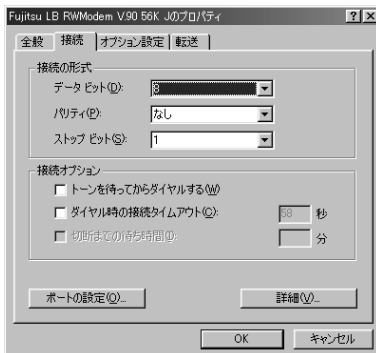 Fujitsu LB RWModem V.90 56K Jのプロパティ
全般 接続 オプション設定 転送
接続の形式
データ ビット(D): 8
パリティ(P): なし
ストップ ビット(S): 1
接続オプション
トーンを待ってからダイヤルする(W)
ダイヤル時の接続タイムアウト(C): 58 秒
切断までの待ち時間(I): 分
ポートの設定(O)... 詳細(V)...
OK キャンセル